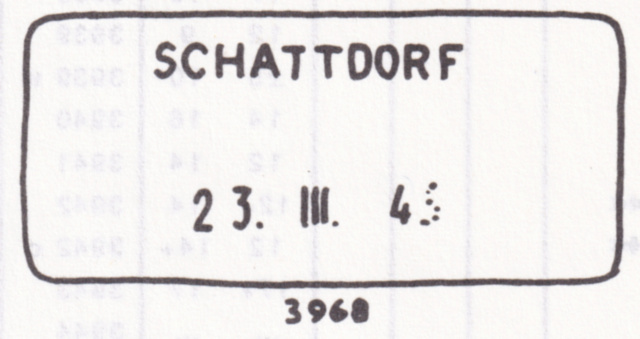 SCHATTDORF
23. III. 4
3968